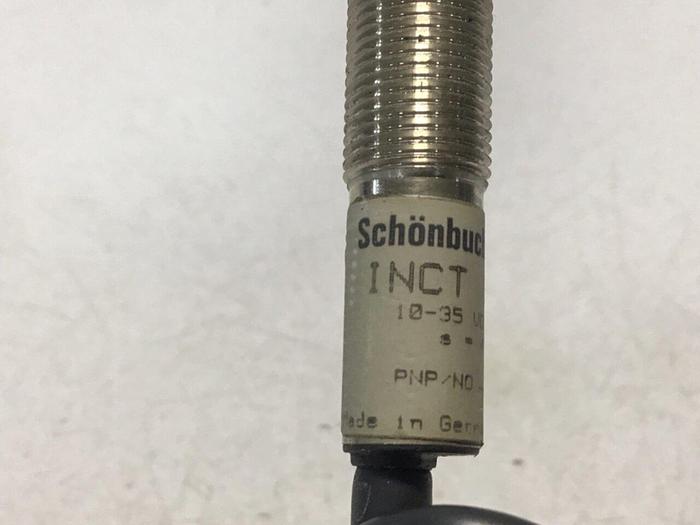 Schönbuc
INCT
10-35 V
s =
PNP/NO
Made in Ger